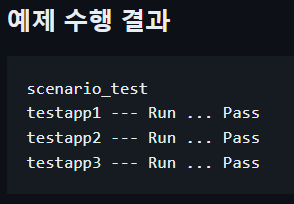 예제 수행 결과
scenario_test
testapp1 --- Run ... Pass
testapp2 --- Run ... Pass
testapp3 --- Run ... Pass